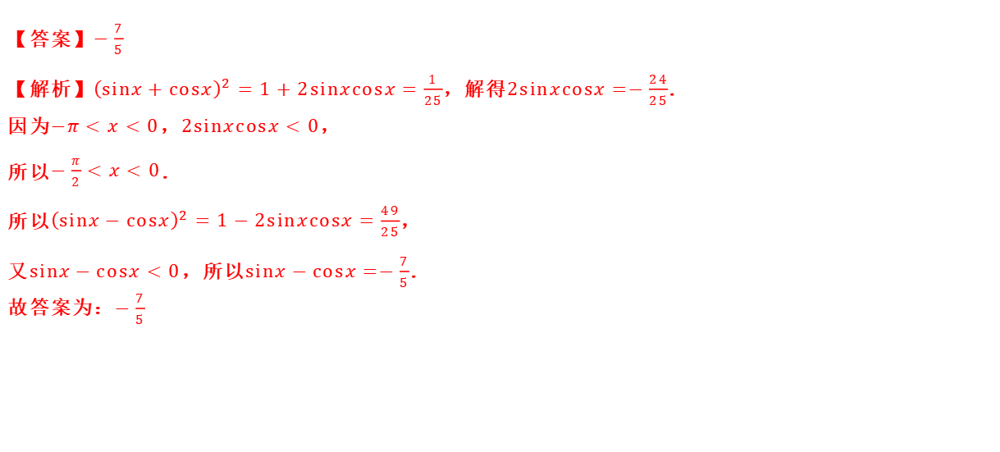 【答案】$-\frac{7}{5}$
【解析】$(\sin x + \cos x)^2 = 1 + 2\sin x\cos x = \frac{1}{25}$，解得$2\sin x\cos x = -\frac{24}{25}$．
因为$-\pi < x < 0$，$2\sin x\cos x < 0$，
所以$-\frac{\pi}{2} < x < 0$．
所以$(\sin x - \cos x)^2 = 1 - 2\sin x\cos x = \frac{49}{25}$，
又$\sin x - \cos x < 0$，所以$\sin x - \cos x = -\frac{7}{5}$．
故答案为：$-\frac{7}{5}$